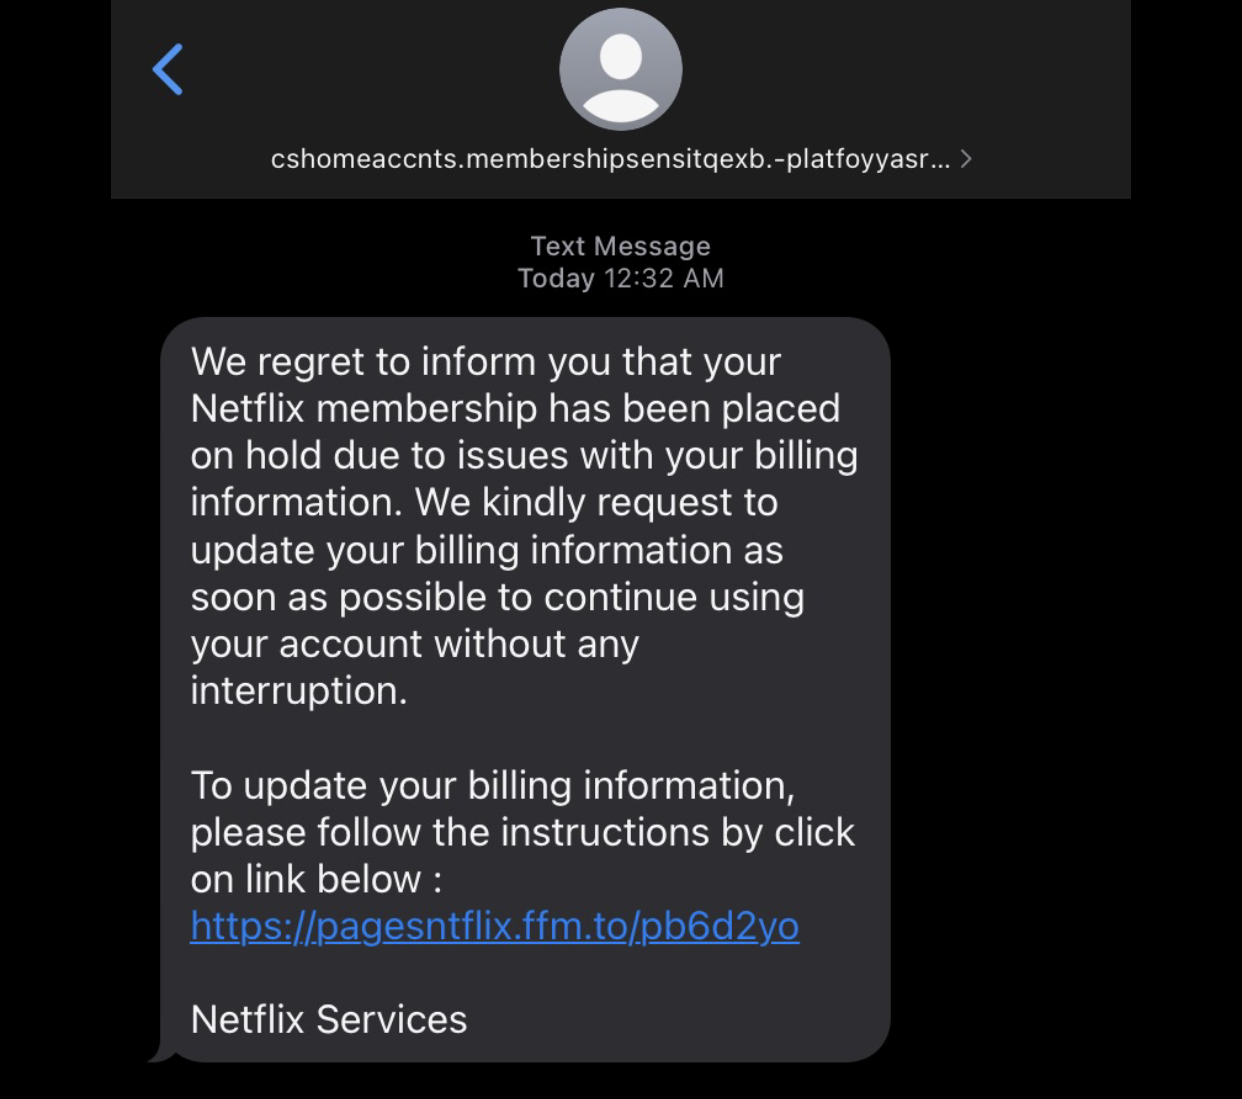 cshomeaccnts.membershipsensitqexb.-platfoyyasr...
Text Message
Today 12:32 AM
We regret to inform you that your
Netflix membership has been placed
on hold due to issues with your billing
information. We kindly request to
update your billing information as
soon as possible to continue using
your account without any
interruption.
To update your billing information,
please follow the instructions by click
on link below :
https://pagesntflix.ffm.to/pb6d2yo
Netflix Services